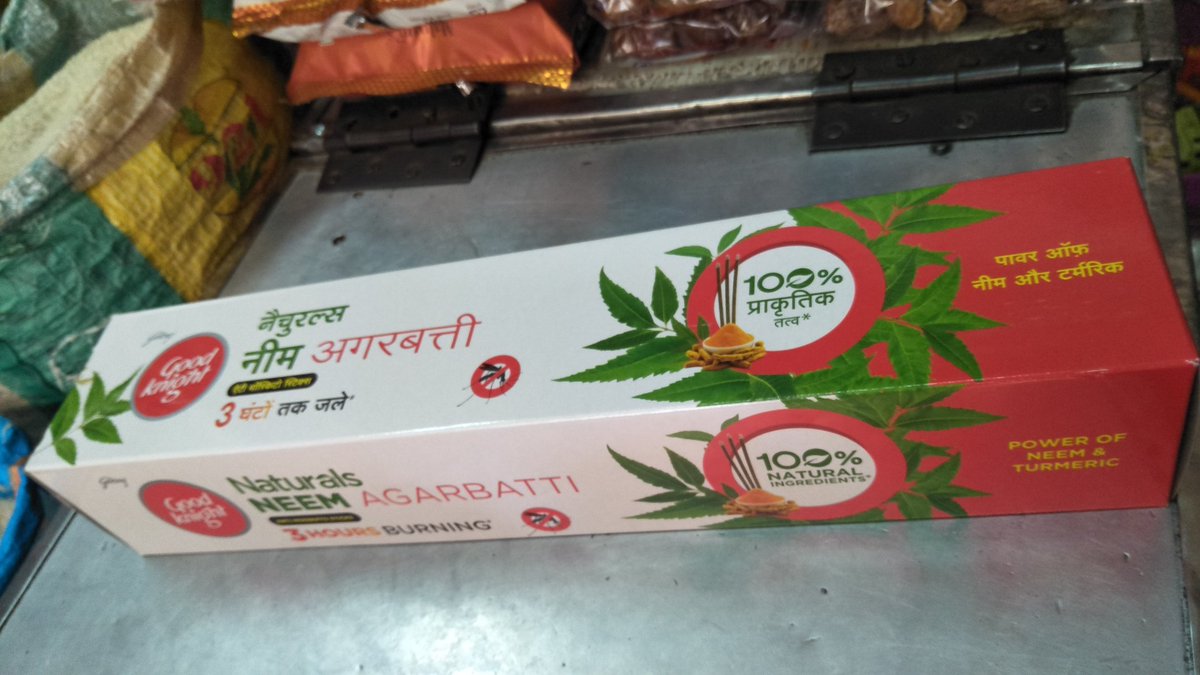 Good
knight
नैचुरल्स
नीम अगरबत्ती
एंटी मॉस्किटो स्टिक्स
3 घंटों तक जले*
100%
प्राकृतिक
तत्व*
पावर ऑफ़
नीम और टर्मरिक
Godrej
Good
knight
Naturals
NEEM AGARBATTI
3 HOURS BURNING*
100%
NATURAL
INGREDIENTS*
POWER OF
NEEM &
TURMERIC